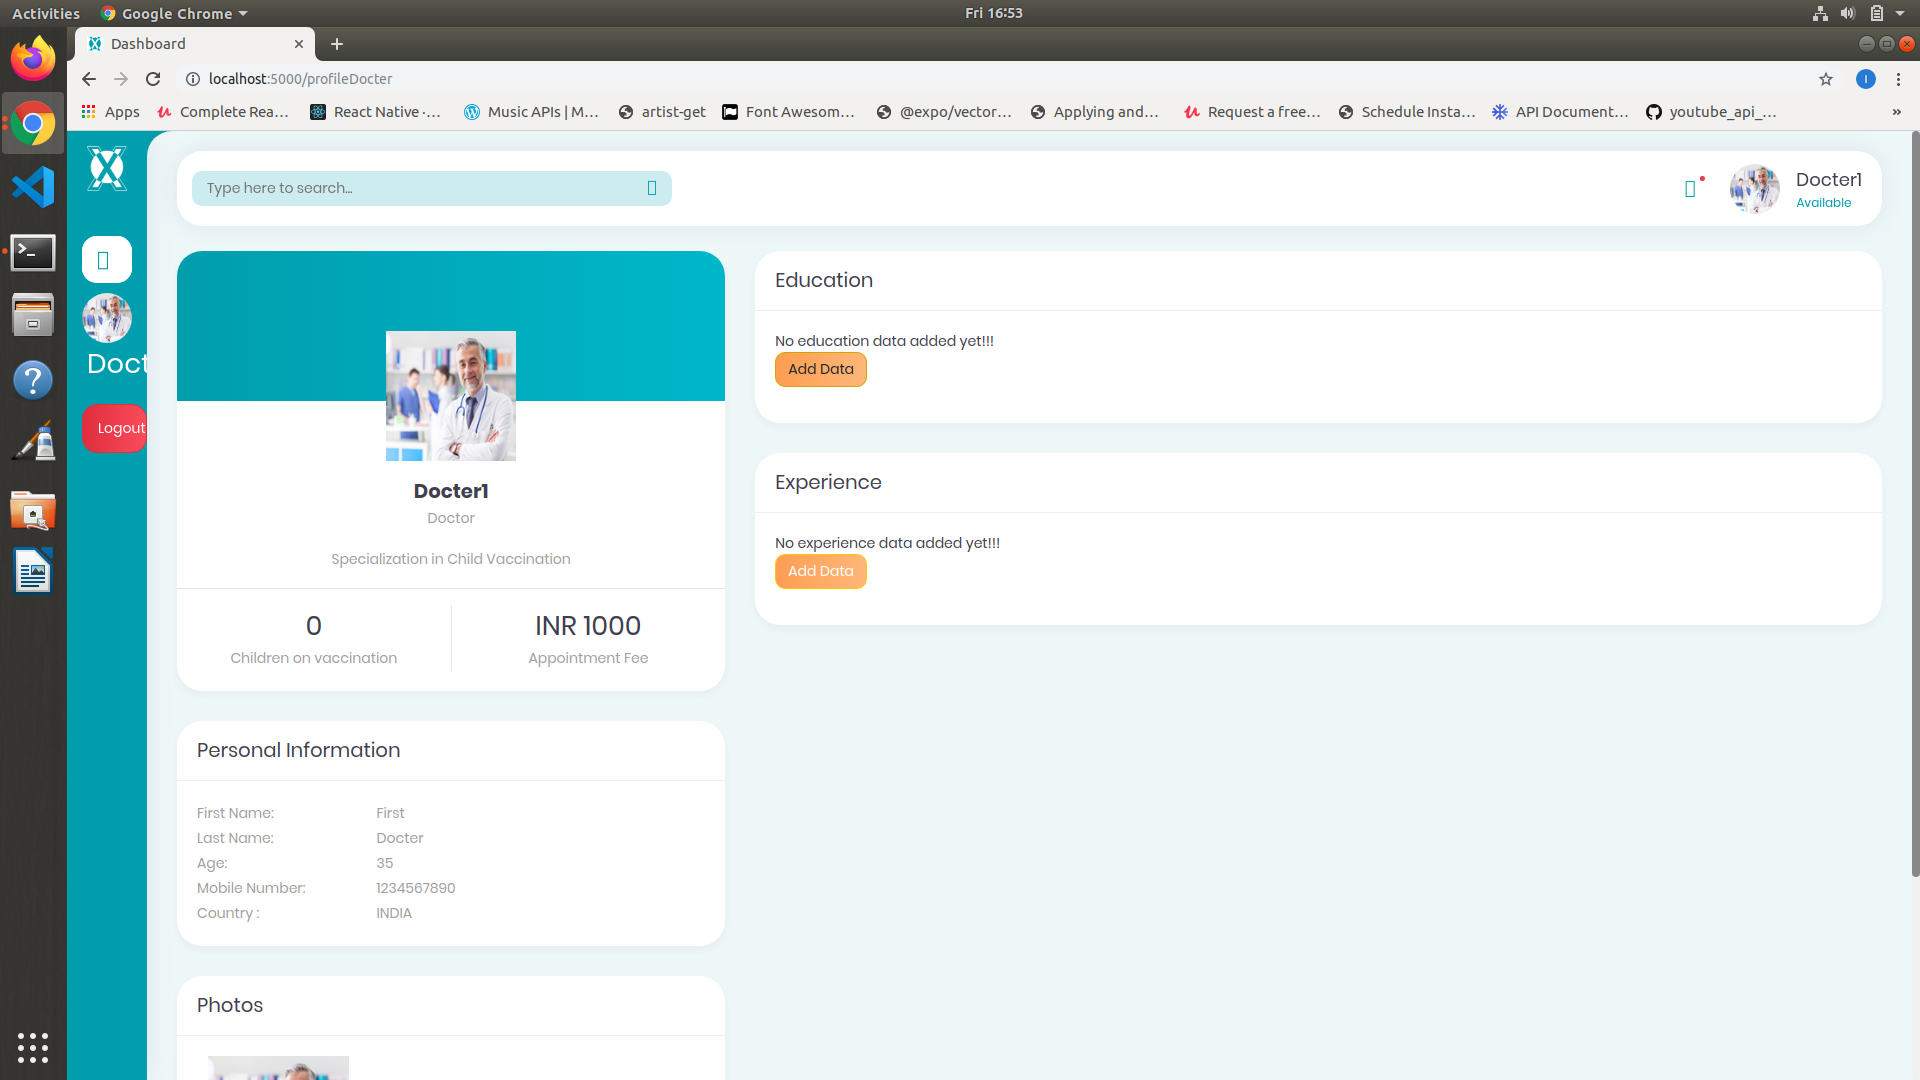 Activities
Google Chrome
Fri 16:53
Dashboard
localhost:5000/profileDocter
I
Apps
Complete Rea...
React Native ·...
Music APIs | M...
artist-get
Font Awesom...
@expo/vector...
Applying and...
Request a free...
Schedule Insta...
API Document...
youtube_api_...
»
Type here to search...
Docter1
Available
Doct
Logout
Docter1
Doctor
Specialization in Child Vaccination
0
Children on vaccination
INR 1000
Appointment Fee
Personal Information
First Name: First
Last Name: Docter
Age: 35
Mobile Number: 1234567890
Country : INDIA
Photos
Education
No education data added yet!!!
Add Data
Experience
No experience data added yet!!!
Add Data